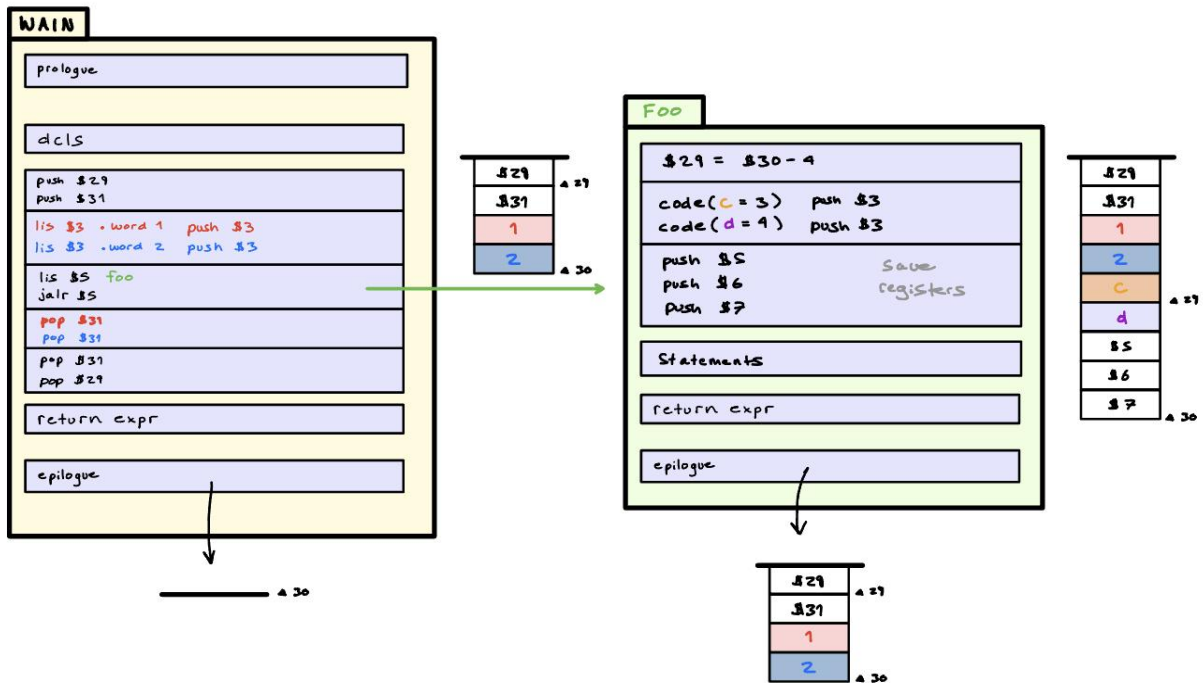 WAIN
prologue
dcls
push $29
push $31
lis $3 .word 1 push $3
lis $3 .word 2 push $3
lis $5 foo
jalr $5
pop $31
pop $31
pop $31
pop $29
return expr
epilogue
30
$29
29
$31
1
2
30
Foo
$29 = $30 - 4
code(c = 3) push $3
code(d = 4) push $3
push $5
push $6
push $7
save
registers
Statements
return expr
epilogue
$29
$31
1
2
c
29
d
$5
$6
$7
30
$29
29
$31
1
2
30